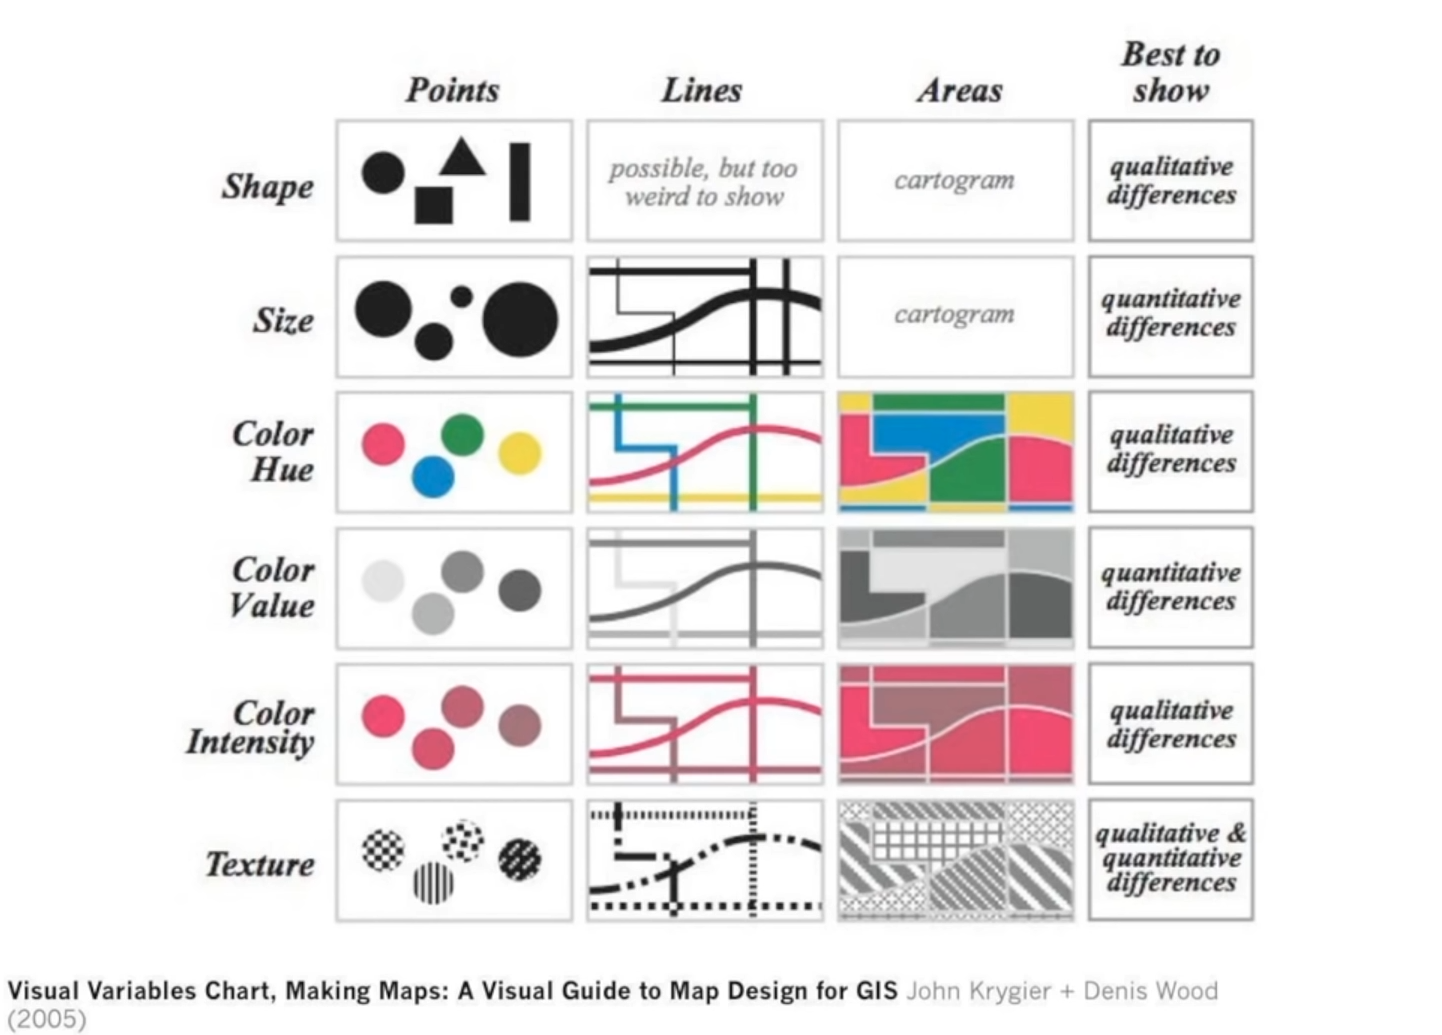 Points
Lines
Areas
Best to
show
Shape
possible, but too
weird to show
cartogram
qualitative
differences
Size
cartogram
quantitative
differences
Color
Hue
qualitative
differences
Color
Value
quantitative
differences
Color
Intensity
qualitative
differences
Texture
qualitative &
quantitative
differences
Visual Variables Chart, Making Maps: A Visual Guide to Map Design for GIS John Krygier + Denis Wood
(2005)